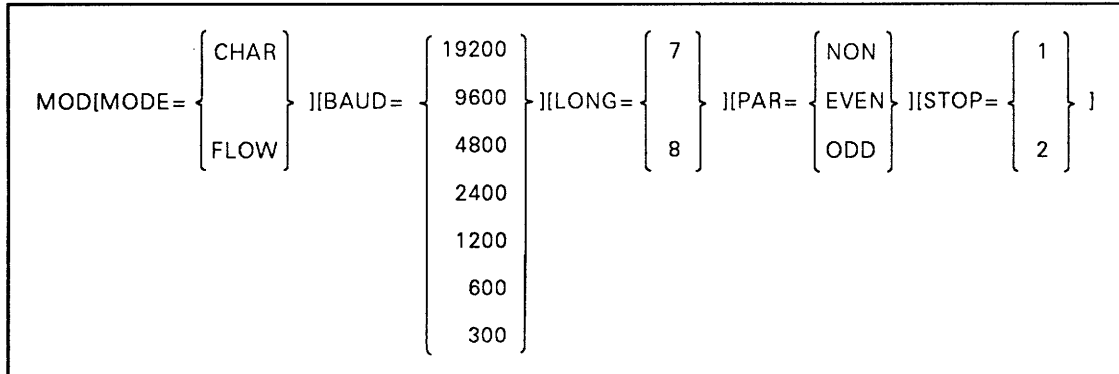 CHAR 19200 7 NON 1
MOD[MODE= ][BAUD= 9600 ][LONG= ][PAR= EVEN ][STOP= ]
FLOW 4800 8 ODD 2
2400
1200
600
300